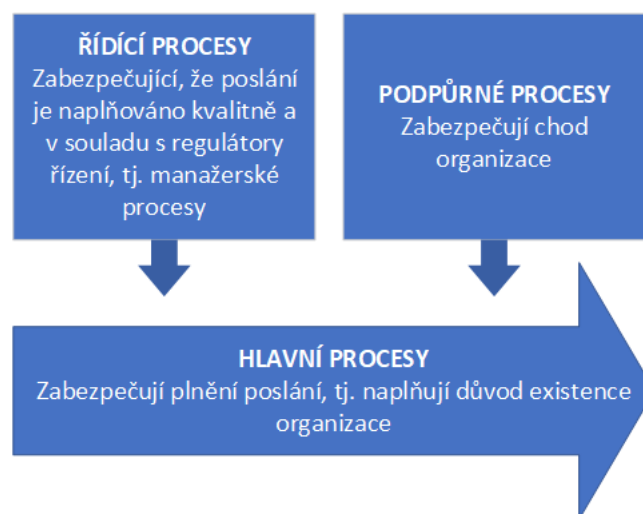 ŘÍDÍCÍ PROCESY
Zabezpečující, že poslání
je naplňováno kvalitně a
v souladu s regulátory
řízení, tj. manažerské
procesy
PODPŮRNÉ PROCESY
Zabezpečují chod
organizace
HLAVNÍ PROCESY
Zabezpečují plnění poslání, tj. naplňují důvod existence
organizace